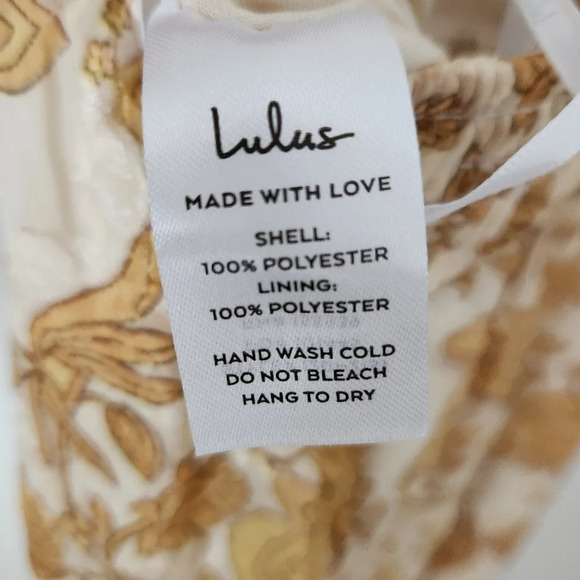 Lulus
MADE WITH LOVE
SHELL:
100% POLYESTER
LINING:
100% POLYESTER
HAND WASH COLD
DO NOT BLEACH
HANG TO DRY